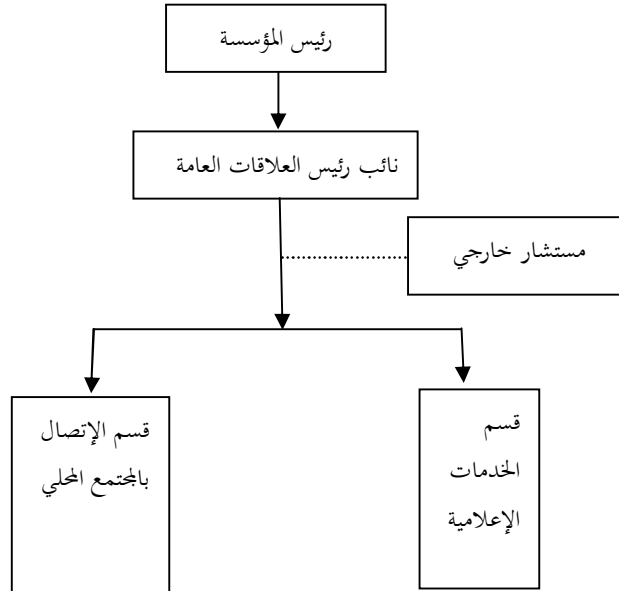 رئيس المؤسسة
نائب رئيس العلاقات العامة
مستشار خارجي
قسم
الخدمات
الإعلامية
قسم الإتصال
بالمجتمع المحلي